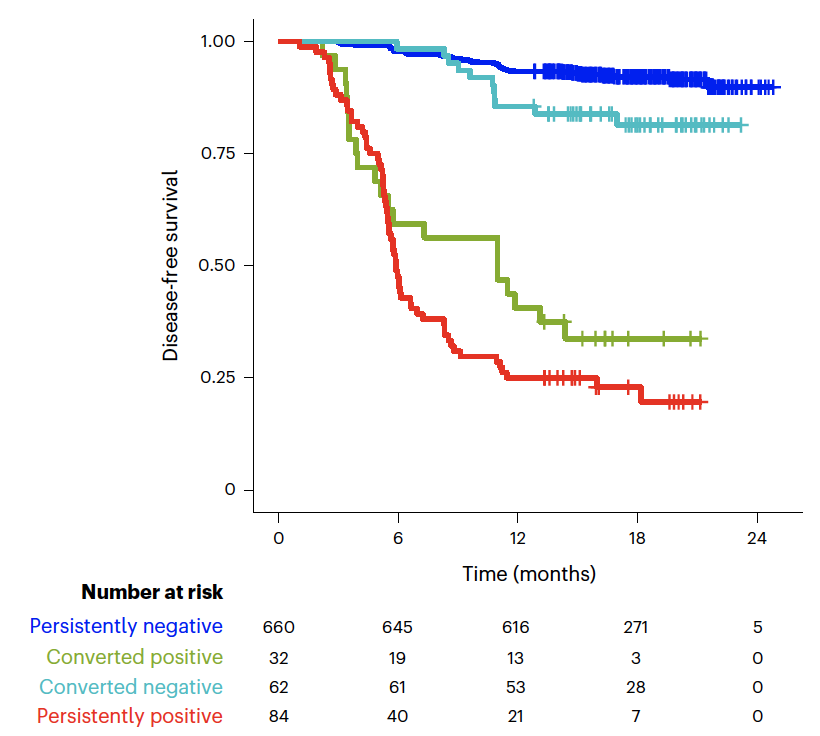 1.00
0.75
0.50
0.25
0
Disease-free survival
0 6 12 18 24
Time (months)
Number at risk
Persistently negative 660 645 616 271 5
Converted positive 32 19 13 3 0
Converted negative 62 61 53 28 0
Persistently positive 84 40 21 7 0